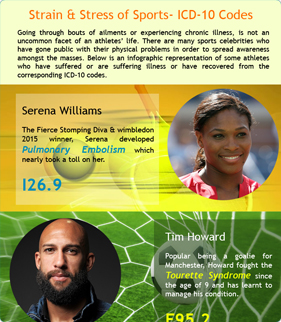 Strain & Stress of Sports- ICD-10 Codes
Going through bouts of ailments or experiencing chronic illness, is not an
uncommon facet of an athletes' life. There are many sports celebrities who
have gone public with their physical problems in order to spread awareness
amongst the masses. Below is an infographic representation of some athletes
who have suffered or are suffering illness or have recovered from the
corresponding ICD-10 codes.
Serena Williams
The Fierce Stomping Diva & wimbledon
2015 winner, Serena developed
Pulmonary Embolism which
nearly took a toll on her.
I26.9
Tim Howard
Popular being a goalie for
Manchester, Howard fought the
Tourette Syndrome since
the age of 9 and has learnt to
manage his condition.
F95.2